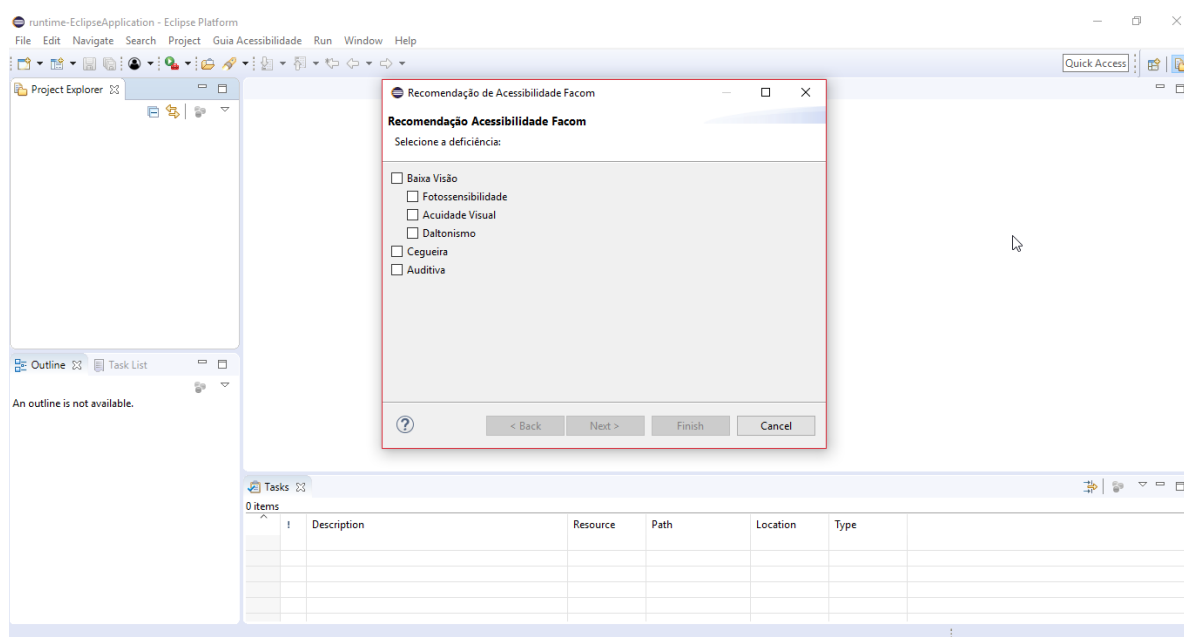 runtime-EclipseApplication - Eclipse Platform
File Edit Navigate Search Project Guia Acessibilidade Run Window Help
Quick Access
Project Explorer
Recomendação de Acessibilidade Facom
Recomendação Acessibilidade Facom
Selecione a deficiência:
Baixa Visão
Fotossensibilidade
Acuidade Visual
Daltonismo
Cegueira
Auditiva
< Back Next > Finish Cancel
Outline Task List
An outline is not available.
Tasks
0 items
! Description Resource Path Location Type